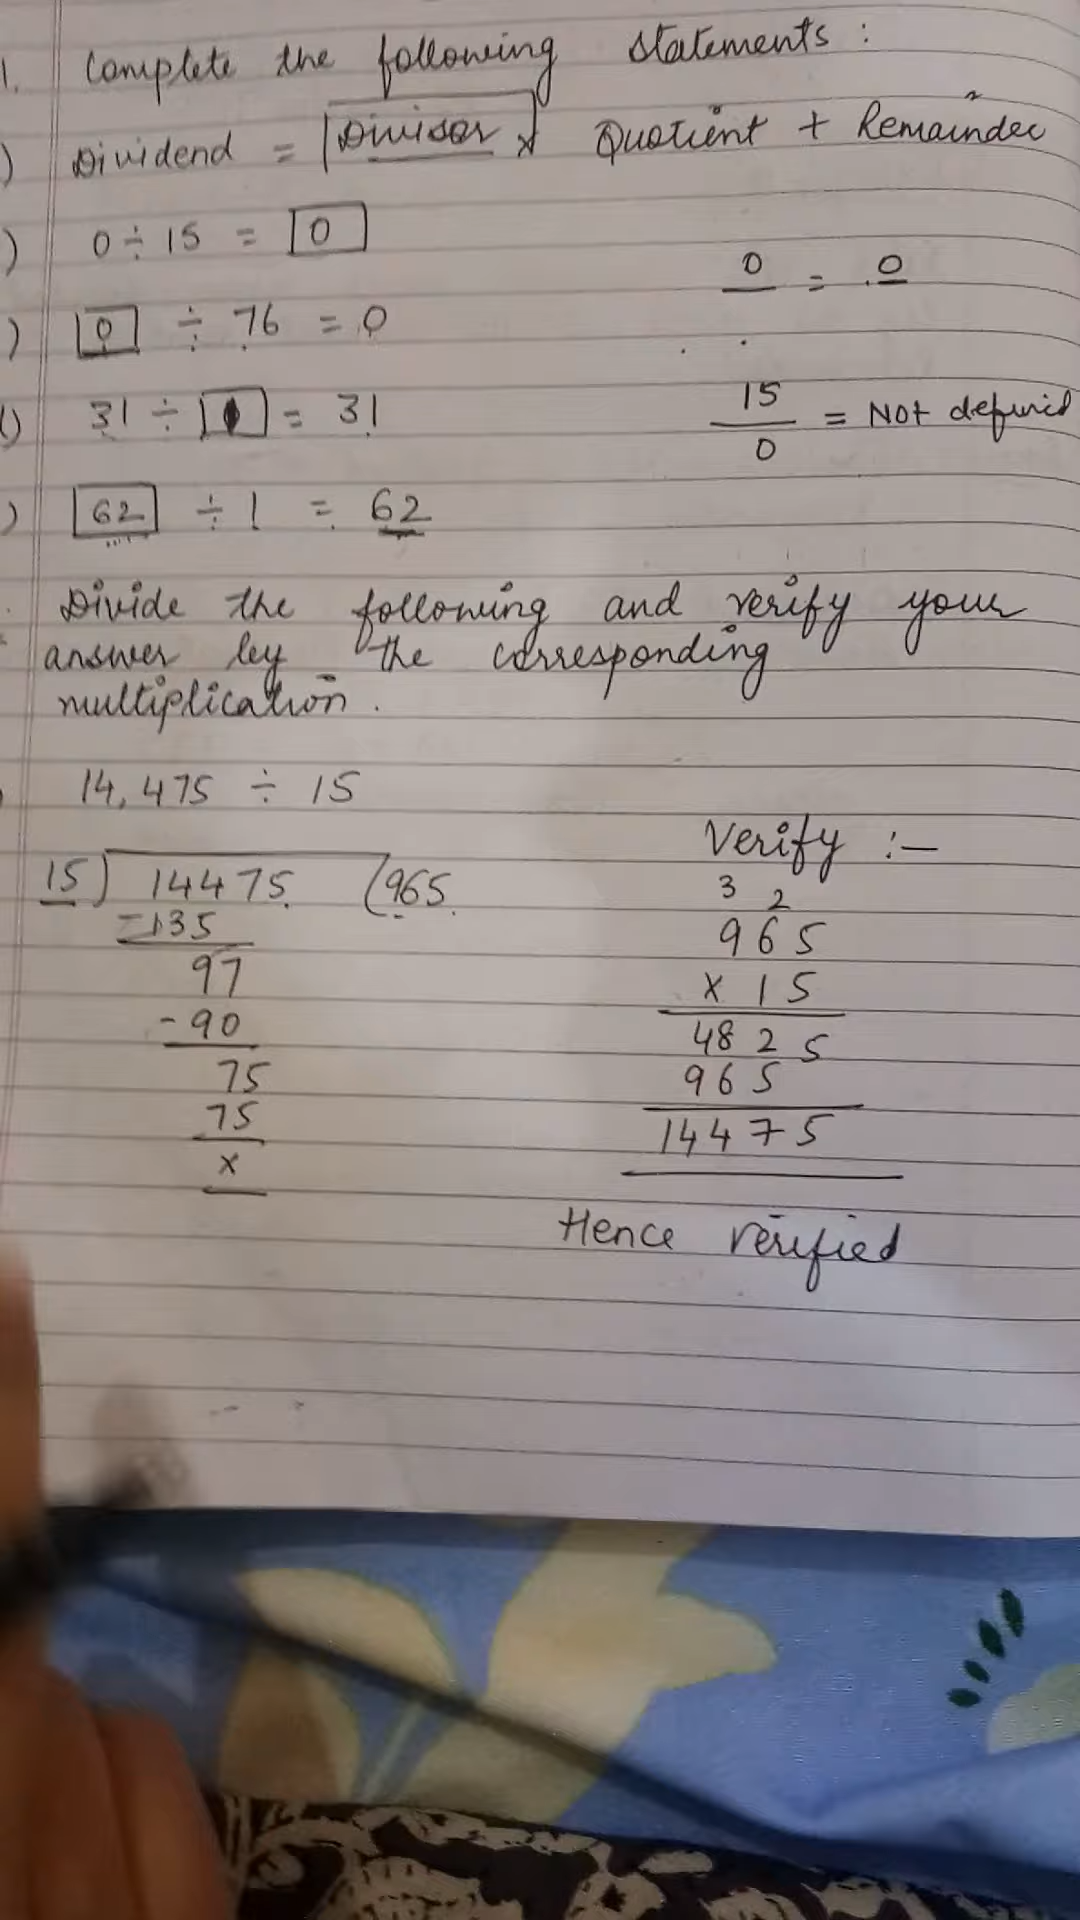 1. Complete the following statements :
) Dividend = Divisor × Quotient + Remainder
) 0 ÷ 15 = 0
0 = 0
) 0 ÷ 76 = 0
) 31 ÷ 1 = 31
15
0 = Not defined
) 62 ÷ 1 = 62
Divide the following and verify your
answer by the corresponding
multiplication.
14,475 ÷ 15
Verify :-
15 ) 14475 ( 965
3 2
- 135
965
97
× 15
- 90
4825
75
965
75
14475
×
Hence verified